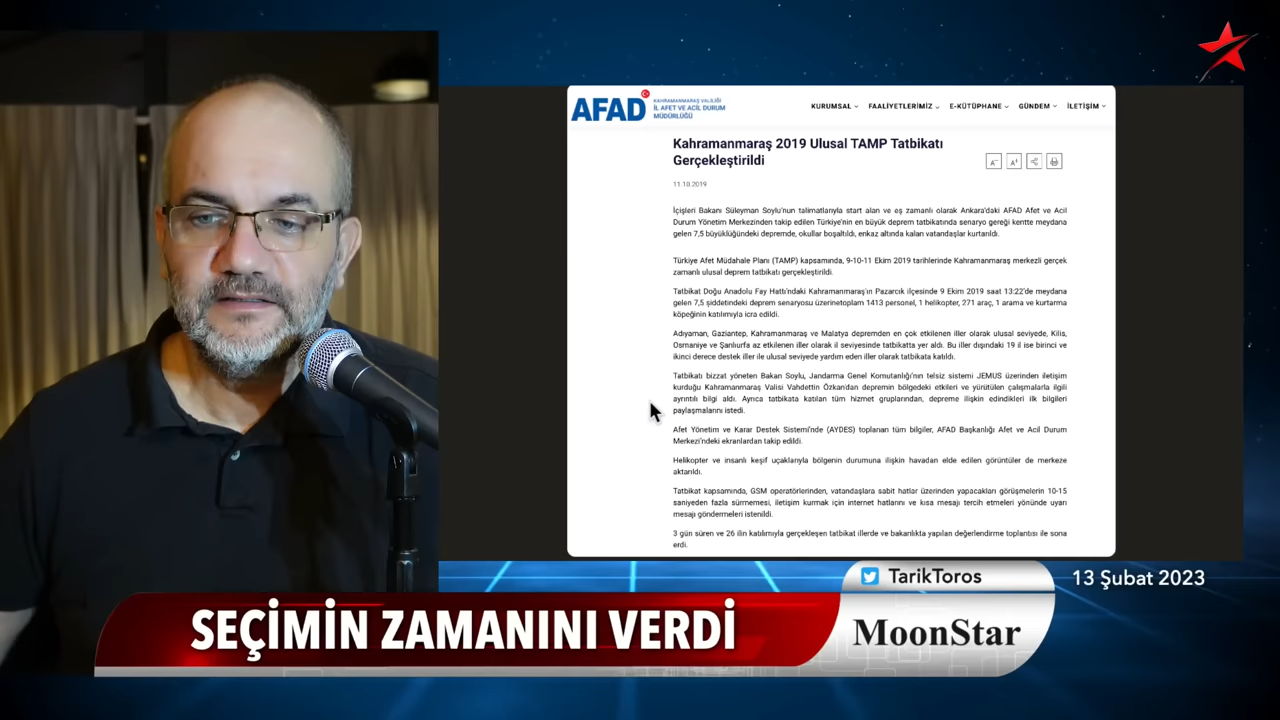 AFAD
KAHRAMANMARAŞ VALİLİĞİ
İL AFET VE ACİL DURUM
MÜDÜRLÜĞÜ
KURUMSAL
FAALİYETLERİMİZ
E-KÜTÜPHANE
GÜNDEM
İLETİŞİM
Kahramanmaraş 2019 Ulusal TAMP Tatbikatı
Gerçekleştirildi
A-
A+
11.10.2019
İçişleri Bakanı Süleyman Soylu'nun talimatlarıyla start alan ve eş zamanlı olarak Ankara'daki AFAD Afet ve Acil
Durum Yönetim Merkezinden takip edilen Türkiye'nin en büyük deprem tatbikatında senaryo gereği kentte meydana
gelen 7,5 büyüklüğündeki depremde, okullar boşaltıldı, enkaz altında kalan vatandaşlar kurtarıldı.
Türkiye Afet Müdahale Planı (TAMP) kapsamında, 9-10-11 Ekim 2019 tarihlerinde Kahramanmaraş merkezli gerçek
zamanlı ulusal deprem tatbikatı gerçekleştirildi.
Tatbikat Doğu Anadolu Fay Hattı'ndaki Kahramanmaraş'ın Pazarcık ilçesinde 9 Ekim 2019 saat 13:22'de meydana
gelen 7,5 şiddetindeki deprem senaryosu üzerinetoplam 1413 personel, 1 helikopter, 271 araç, 1 arama ve kurtarma
köpeğinin katılımıyla icra edildi.
Adıyaman, Gaziantep, Kahramanmaraş ve Malatya depremden en çok etkilenen iller olarak ulusal seviyede, Kilis,
Osmaniye ve Şanlıurfa az etkilenen iller olarak il seviyesinde tatbikatta yer aldı. Bu iller dışındaki 19 il ise birinci ve
ikinci derece destek iller ile ulusal seviyede yardım eden iller olarak tatbikata katıldı.
Tatbikatı bizzat yöneten Bakan Soylu, Jandarma Genel Komutanlığı'nın telsiz sistemi JEMUS üzerinden iletişim
kurduğu Kahramanmaraş Valisi Vahdettin Özkan'dan depremin bölgedeki etkileri ve yürütülen çalışmalarla ilgili
ayrıntılı bilgi aldı. Ayrıca tatbikata katılan tüm hizmet gruplarından, depreme ilişkin edindikleri ilk bilgileri
paylaşmalarını istedi.
Afet Yönetim ve Karar Destek Sistemi'nde (AYDES) toplanan tüm bilgiler, AFAD Başkanlığı Afet ve Acil Durum
Merkezi'ndeki ekranlardan takip edildi.
Helikopter ve insanlı keşif uçaklarıyla bölgenin durumuna ilişkin havadan elde edilen görüntüler de merkeze
aktarıldı.
Tatbikat kapsamında, GSM operatörlerinden, vatandaşlara sabit hatlar üzerinden yapacakları görüşmelerin 10-15
saniyeden fazla sürmemesi, iletişim kurmak için internet hatlarını ve kısa mesajı tercih etmeleri yönünde uyarı
mesajı göndermeleri istenildi.
3 gün süren ve 26 ilin katılımıyla gerçekleşen tatbikat illerde ve bakanlıkta yapılan değerlendirme toplantısı ile sona
erdi.
TarikToros
13 Şubat 2023
SEÇİMİN ZAMANINI VERDİ
MoonStar